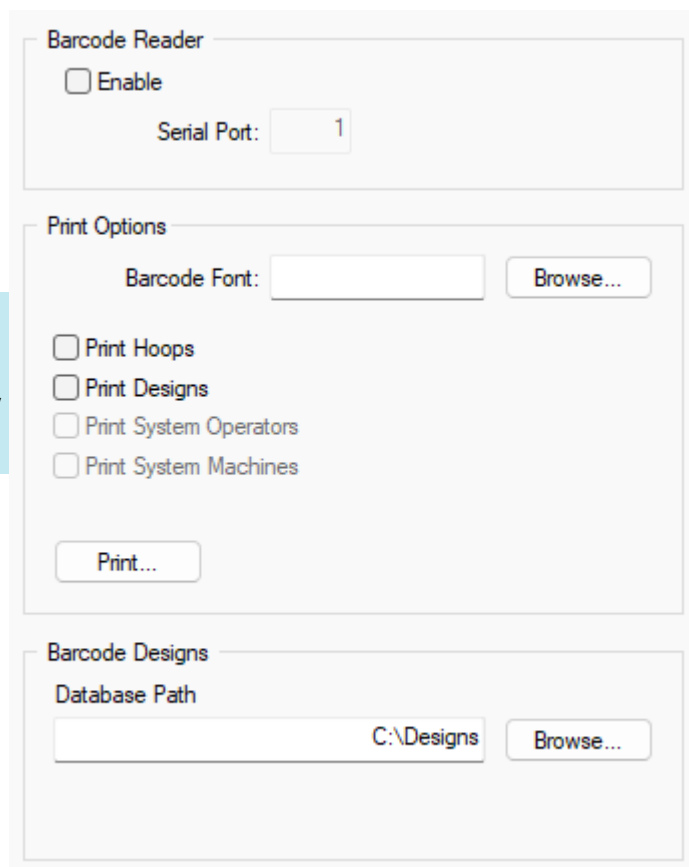 Barcode Reader
Enable
Serial Port: 1
Print Options
Barcode Font: Browse...
Print Hoops
Print Designs
Print System Operators
Print System Machines
Print...
Barcode Designs
Database Path
C:\Designs Browse...